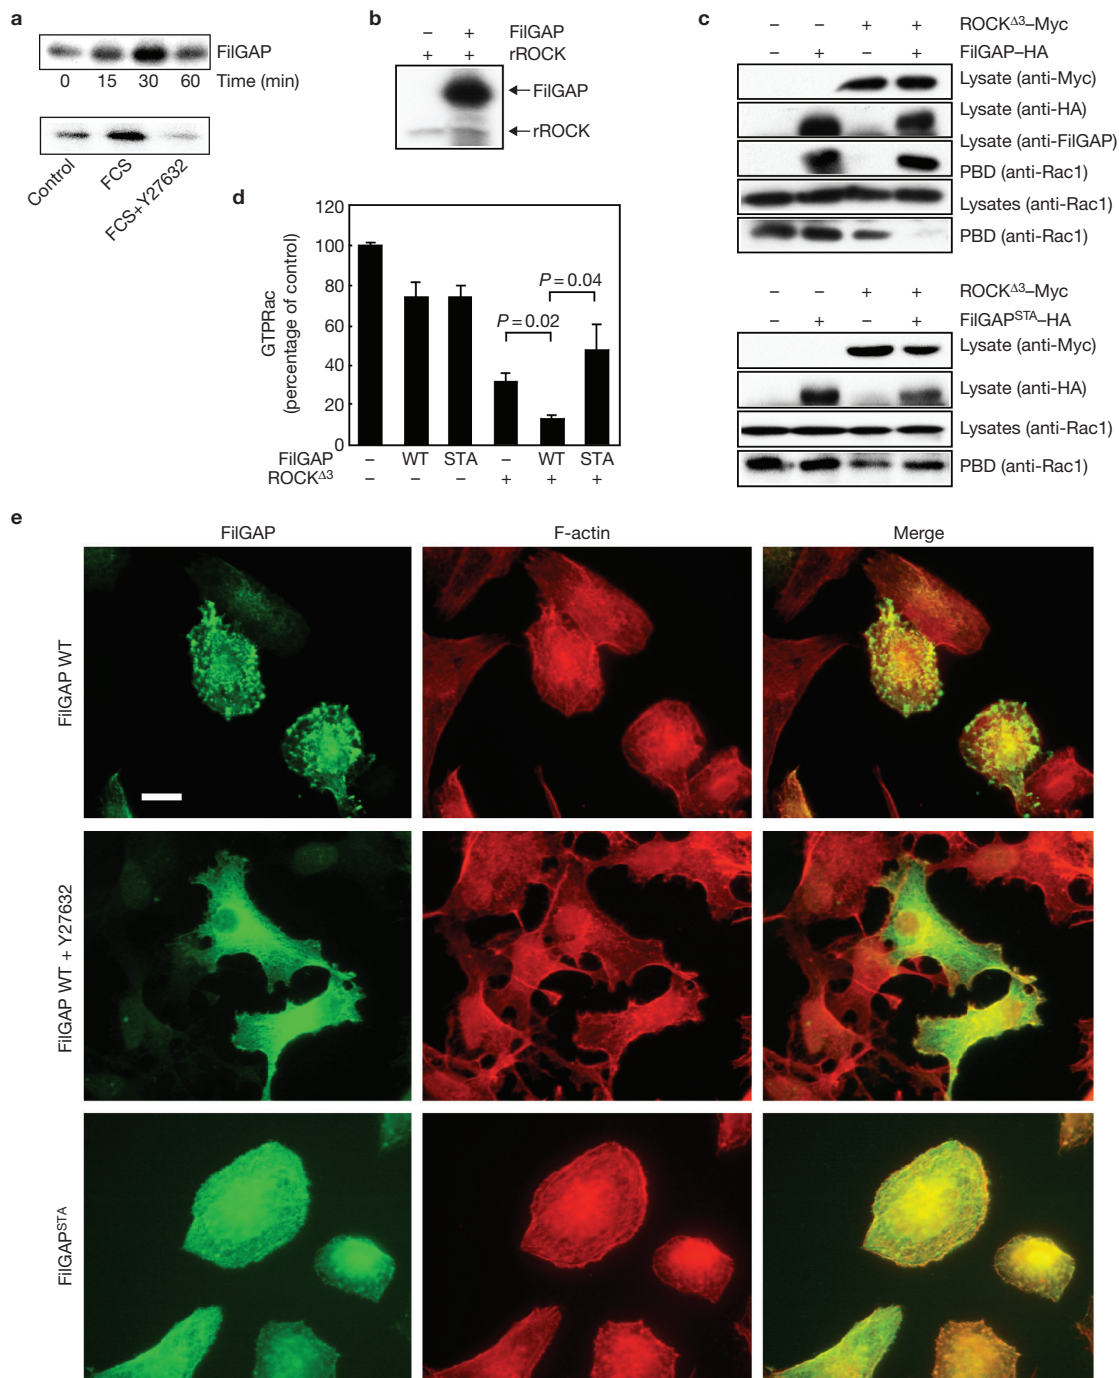 a
FilGAP
0 15 30 60 Time (min)
Control FCS FCS+Y27632
b
– + FilGAP
+ + rROCK
FilGAP
rROCK
c
– – + + ROCKΔ3–Myc
– + – + FilGAP–HA
Lysate (anti-Myc)
Lysate (anti-HA)
Lysate (anti-FilGAP)
PBD (anti-Rac1)
Lysates (anti-Rac1)
PBD (anti-Rac1)
– – + + ROCKΔ3–Myc
– + – + FilGAPSTA–HA
Lysate (anti-Myc)
Lysate (anti-HA)
Lysates (anti-Rac1)
PBD (anti-Rac1)
d
GTPRac
(percentage of control)
120
100
80
60
40
20
0
P = 0.02
P = 0.04
FilGAP – WT STA – WT STA
ROCKΔ3 – – – + + +
e
FilGAP F-actin Merge
FilGAP WT
FilGAP WT + Y27632
FilGAPSTA